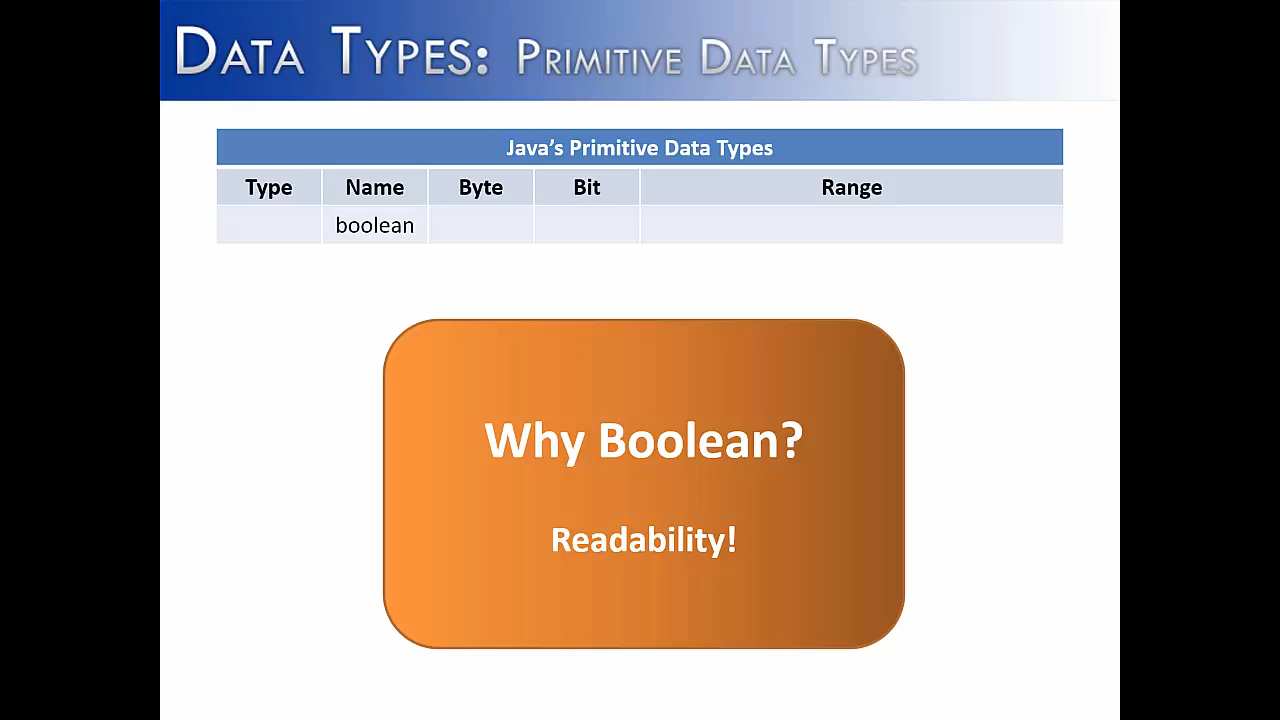 DATA TYPES: PRIMITIVE DATA TYPES
Java's Primitive Data Types
Type Name Byte Bit Range
boolean
Why Boolean?
Readability!